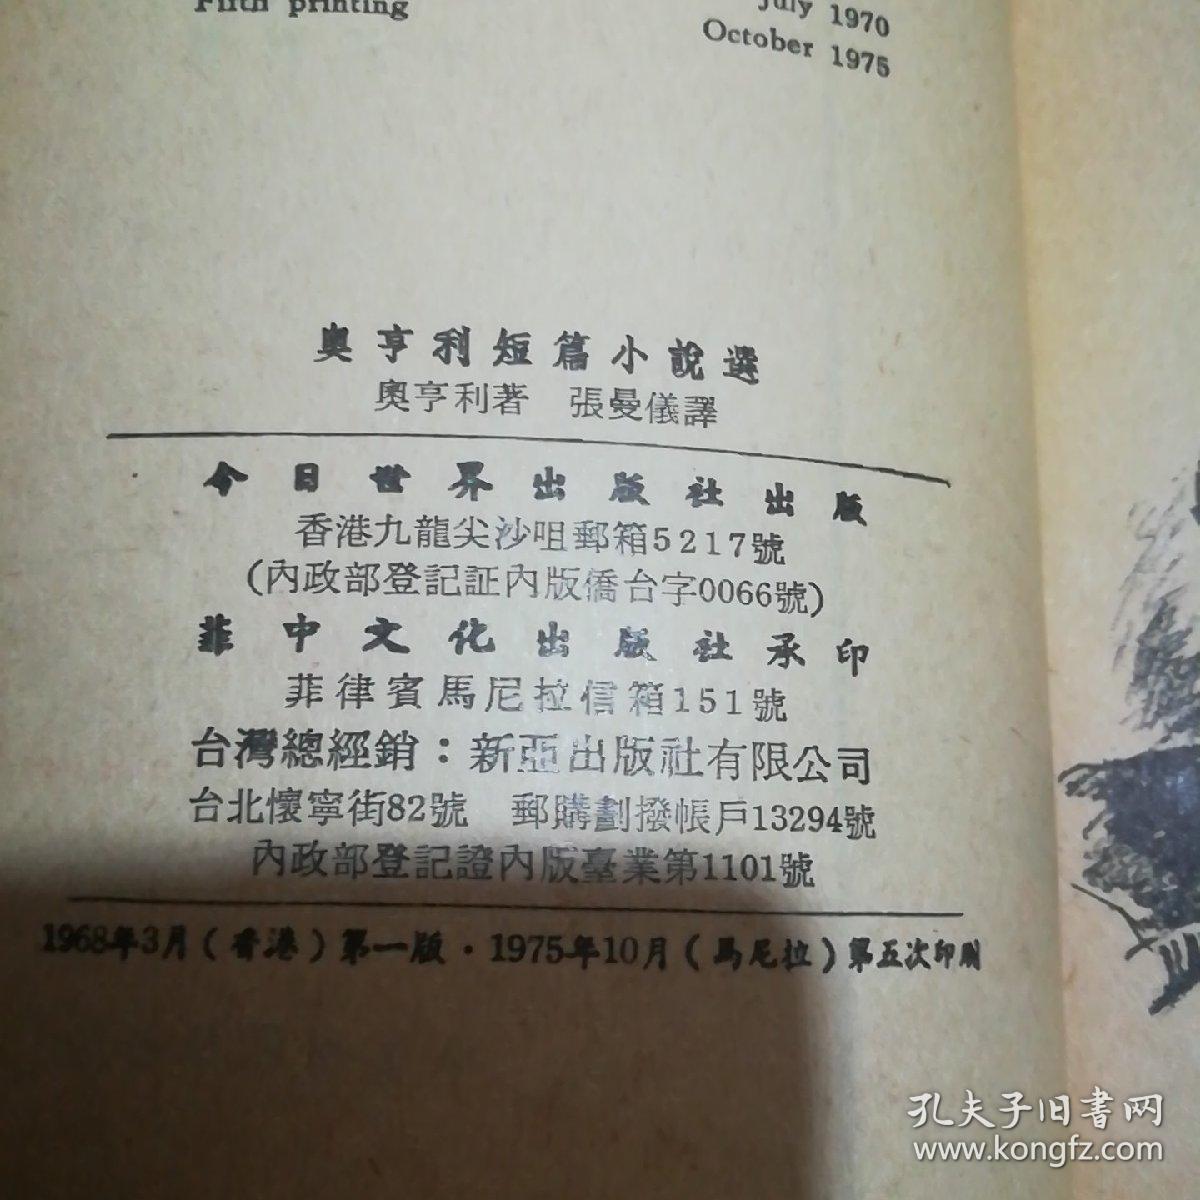 July 1970
Fifth printing October 1975
奧亨利短篇小說選
奧亨利著 張曼儀譯
今日世界出版社出版
香港九龍尖沙咀郵箱5217號
(內政部登記証內版僑台字0066號)
菲中文化出版社承印
菲律賓馬尼拉信箱151號
台灣總經銷：新亞出版社有限公司
台北懷寧街82號 郵購劃撥帳戶13294號
內政部登記證內版臺業第1101號
1968年3月(香港)第一版·1975年10月(馬尼拉)第五次印刷
孔夫子旧書网
www.kongfz.com